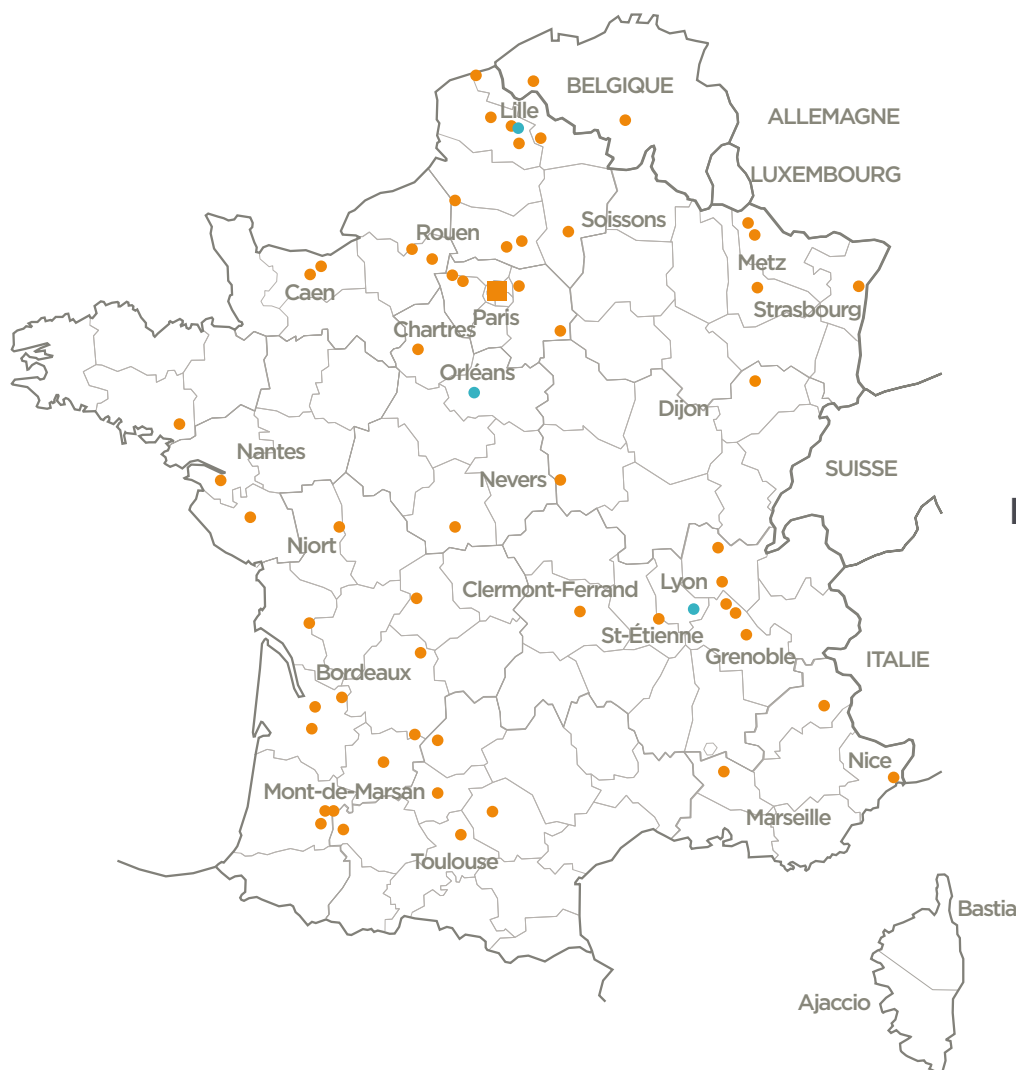 BELGIQUE
Lille
ALLEMAGNE
LUXEMBOURG
Soissons
Rouen
Metz
Caen
Strasbourg
Paris
Chartres
Orléans
Dijon
Nantes
SUISSE
Nevers
Niort
Lyon
Clermont-Ferrand
St-Étienne
Grenoble
ITALIE
Bordeaux
Nice
Mont-de-Marsan
Marseille
Toulouse
Bastia
Ajaccio